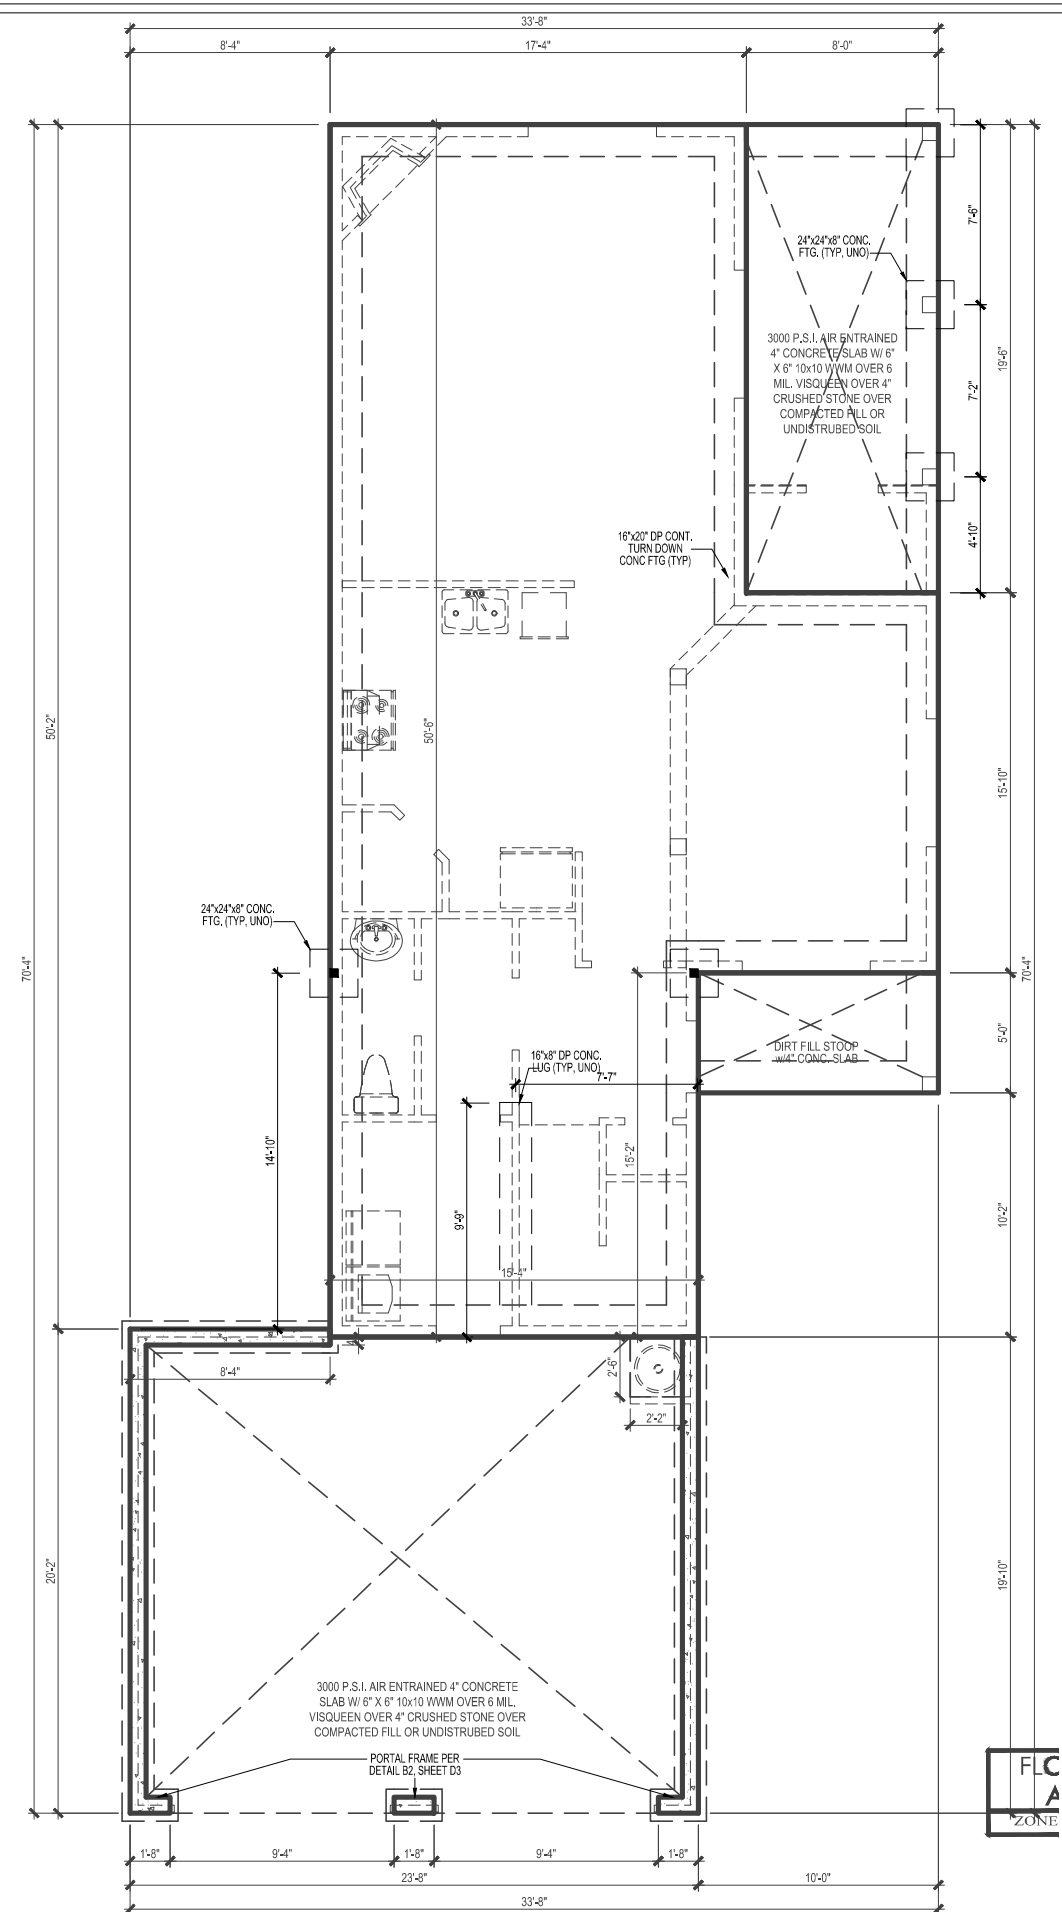 33'-8"
8'-4"
17'-4"
8'-0"
24"x24"x8" CONC.
FTG. (TYP, UNO)
7'-6"
3000 P.S.I. AIR ENTRAINED
4" CONCRETE SLAB W/ 6"
X 6" 10x10 WWM OVER 6
MIL. VISQUEEN OVER 4"
CRUSHED STONE OVER
COMPACTED FILL OR
UNDISTRUBED SOIL
19'-6"
7'-2"
16"x20" DP CONT.
TURN DOWN
CONC FTG (TYP)
4'-10"
50'-2"
50'-6"
15'-10"
24"x24"x8" CONC.
FTG. (TYP, UNO)
70'-4"
70'-4"
5'-0"
DIRT FILL STOOP
w/4" CONC. SLAB
16"x8" DP CONC.
LUG (TYP, UNO)
7'-7"
14'-10"
15'-2"
9'-9"
10'-2"
15'-4"
8'-4"
2'-6"
2'-2"
20'-2"
19'-10"
3000 P.S.I. AIR ENTRAINED 4" CONCRETE
SLAB W/ 6" X 6" 10x10 WWM OVER 6 MIL.
VISQUEEN OVER 4" CRUSHED STONE OVER
COMPACTED FILL OR UNDISTRUBED SOIL
PORTAL FRAME PER
DETAIL B2, SHEET D3
FLO
A
ZONE
1'-8"
9'-4"
1'-8"
9'-4"
1'-8"
23'-8"
10'-0"
33'-8"